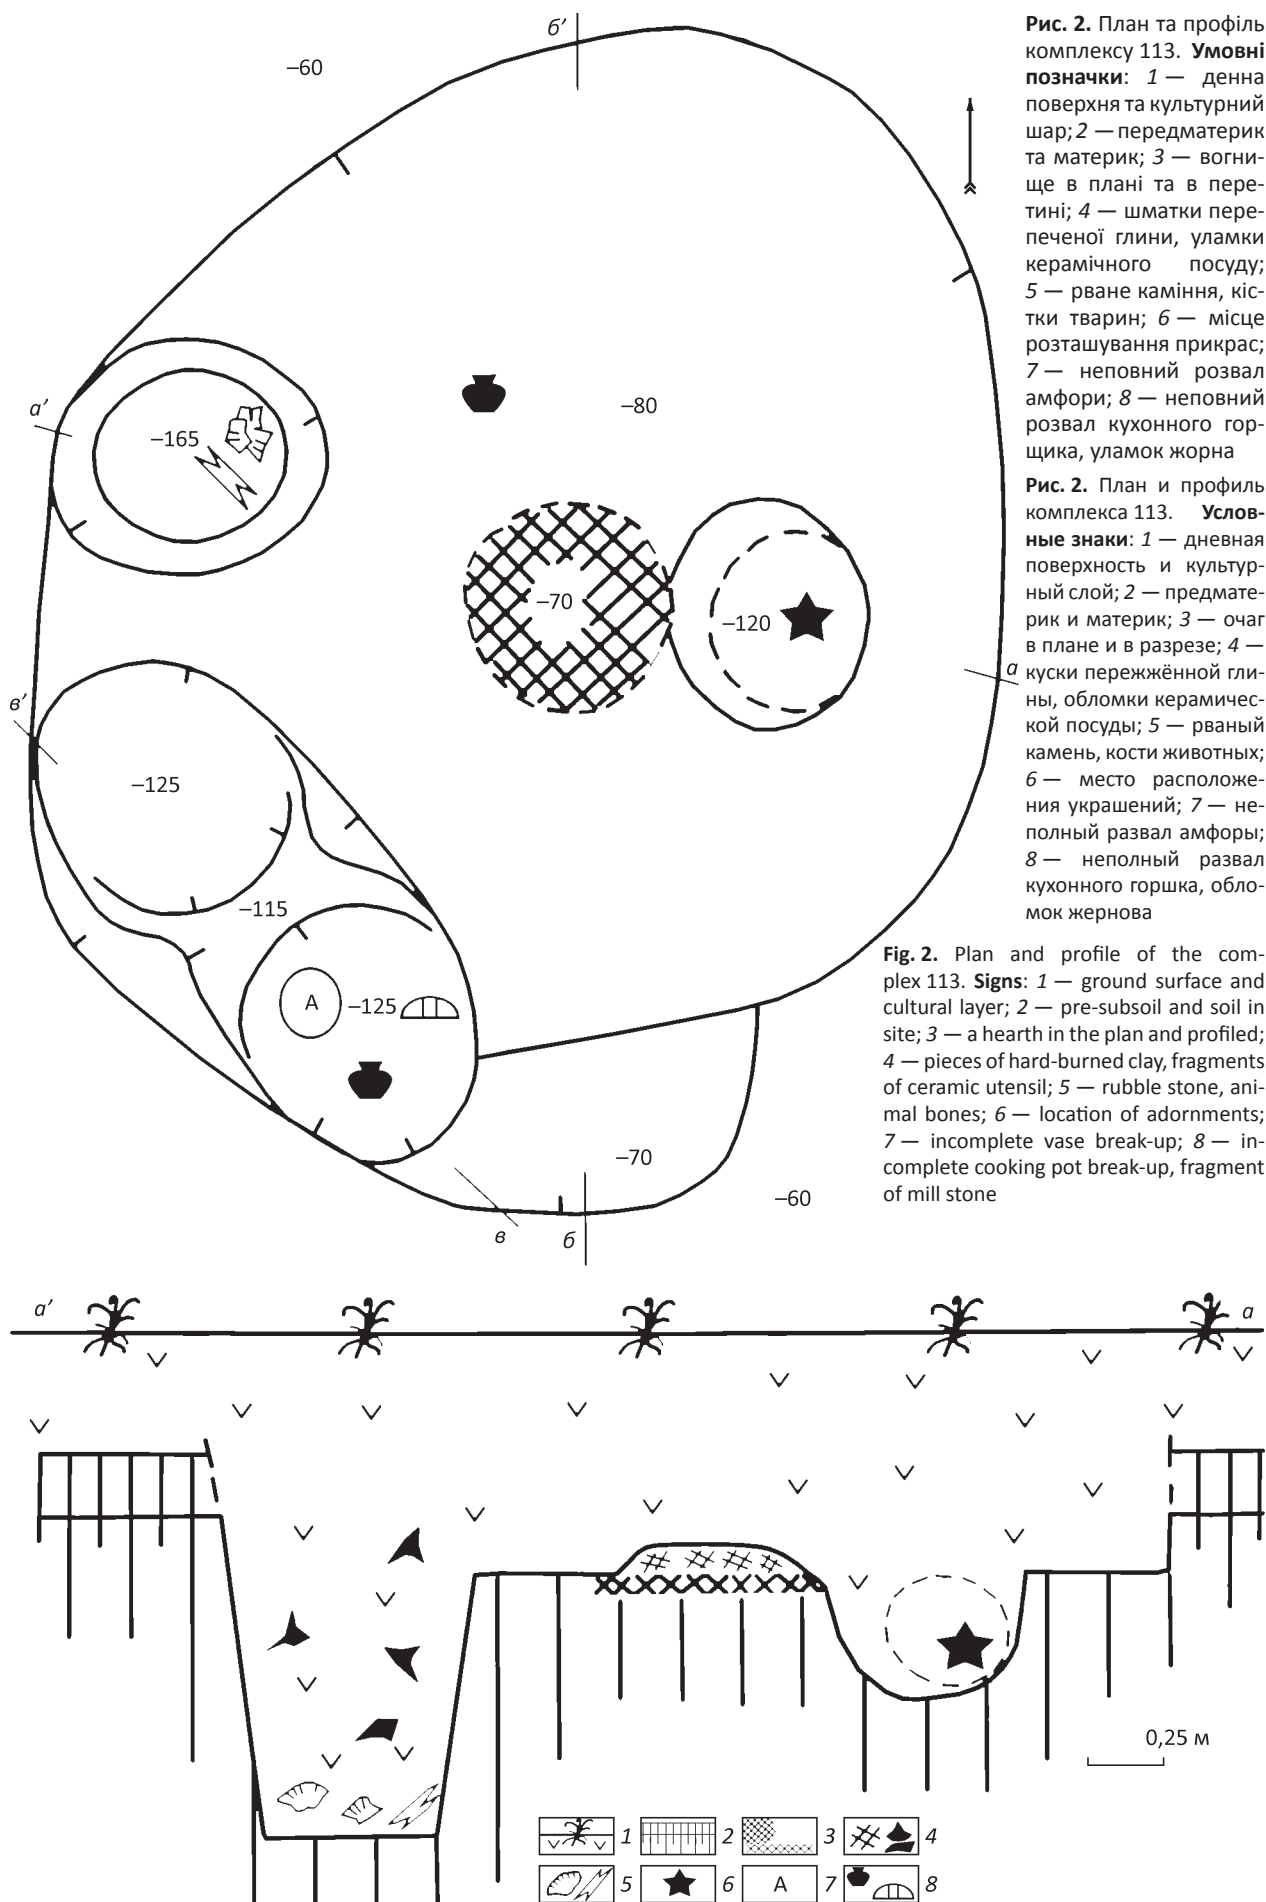 б'
–60
Рис. 2. План та профіль
комплексу 113. Умовні
позначки: 1 — денна
поверхня та культурний
шар; 2 — передматерик
та материк; 3 — вогни-
ще в плані та в пере-
тині; 4 — шматки пере-
печеної глини, уламки
керамічного посуду;
5 — рване каміння, кіс-
тки тварин; 6 — місце
розташування прикрас;
7 — неповний розвал
амфори; 8 — неповний
розвал кухонного гор-
щика, уламок жорна
Рис. 2. План и профиль
комплекса 113. Услов-
ные знаки: 1 — дневная
поверхность и культур-
ный слой; 2 — предмате-
рик и материк; 3 — очаг
в плане и в разрезе; 4 —
куски пережжённой гли-
ны, обломки керамичес-
кой посуды; 5 — рваный
камень, кости животных;
6 — место расположе-
ния украшений; 7 — не-
полный развал амфоры;
8 — неполный развал
кухонного горшка, обло-
мок жернова
Fig. 2. Plan and profile of the com-
plex 113. Signs: 1 — ground surface and
cultural layer; 2 — pre-subsoil and soil in
site; 3 — a hearth in the plan and profiled;
4 — pieces of hard-burned clay, fragments
of ceramic utensil; 5 — rubble stone, ani-
mal bones; 6 — location of adornments;
7 — incomplete vase break-up; 8 — in-
complete cooking pot break-up, fragment
of mill stone
а'
–80
–165
–70
–120
а
в'
–125
–115
А
–125
–70
–60
в
б
а'
а
0,25 м
1
2
3
4
5
6
А
7
8